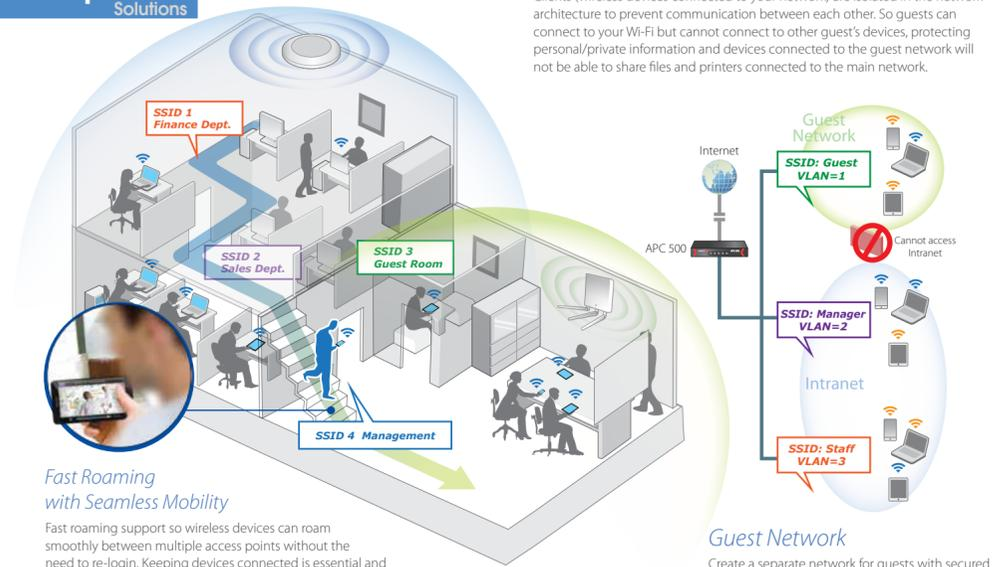 Solutions
architecture to prevent communication between each other. So guests can
connect to your Wi-Fi but cannot connect to other guest's devices, protecting
personal/private information and devices connected to the guest network will
not be able to share files and printers connected to the main network.
SSID 1
Finance Dept.
SSID 2
Sales Dept.
SSID 3
Guest Room
SSID 4 Management
Fast Roaming
with Seamless Mobility
Fast roaming support so wireless devices can roam
smoothly between multiple access points without the
need to re-login. Keeping devices connected is essential and
Internet
APC 500
Guest
Network
SSID: Guest
VLAN=1
Cannot access
Intranet
SSID: Manager
VLAN=2
Intranet
SSID: Staff
VLAN=3
Guest Network
Create a separate network for guests with secured